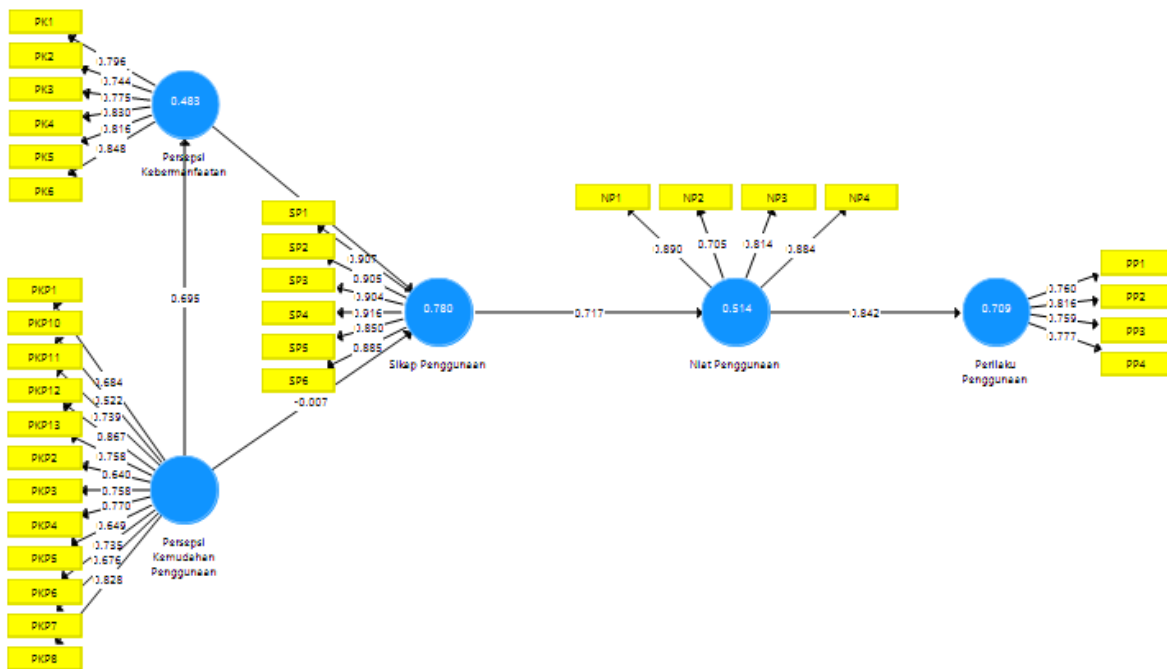 PK1
PK2
PK3
PK4
PK5
PK6
0.796
0.744
0.775
0.830
0.816
0.848
0.483
Persepsi
Kebermanfaatan
0.695
PKP1
PKP10
PKP11
PKP12
PKP13
PKP2
PKP3
PKP4
PKP5
PKP6
PKP7
PKP8
0.684
0.522
0.739
0.867
0.758
0.640
0.758
0.770
0.649
0.735
0.676
0.828
Persepsi
Kemudahan
Penggunaan
SP1
SP2
SP3
SP4
SP5
SP6
0.907
0.905
0.904
0.916
0.850
0.885
-0.007
0.780
Sikap Penggunaan
0.717
NP1
NP2
NP3
NP4
0.890
0.705
0.814
0.884
0.514
Niat Penggunaan
0.842
0.709
Perilaku
Penggunaan
PP1
PP2
PP3
PP4
0.760
0.816
0.759
0.777